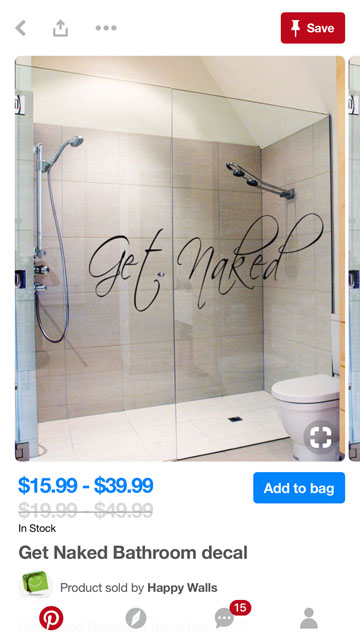 Save
Get Naked
$15.99 - $39.99
$19.99 - $49.99
Add to bag
In Stock
Get Naked Bathroom decal
Product sold by Happy Walls
15